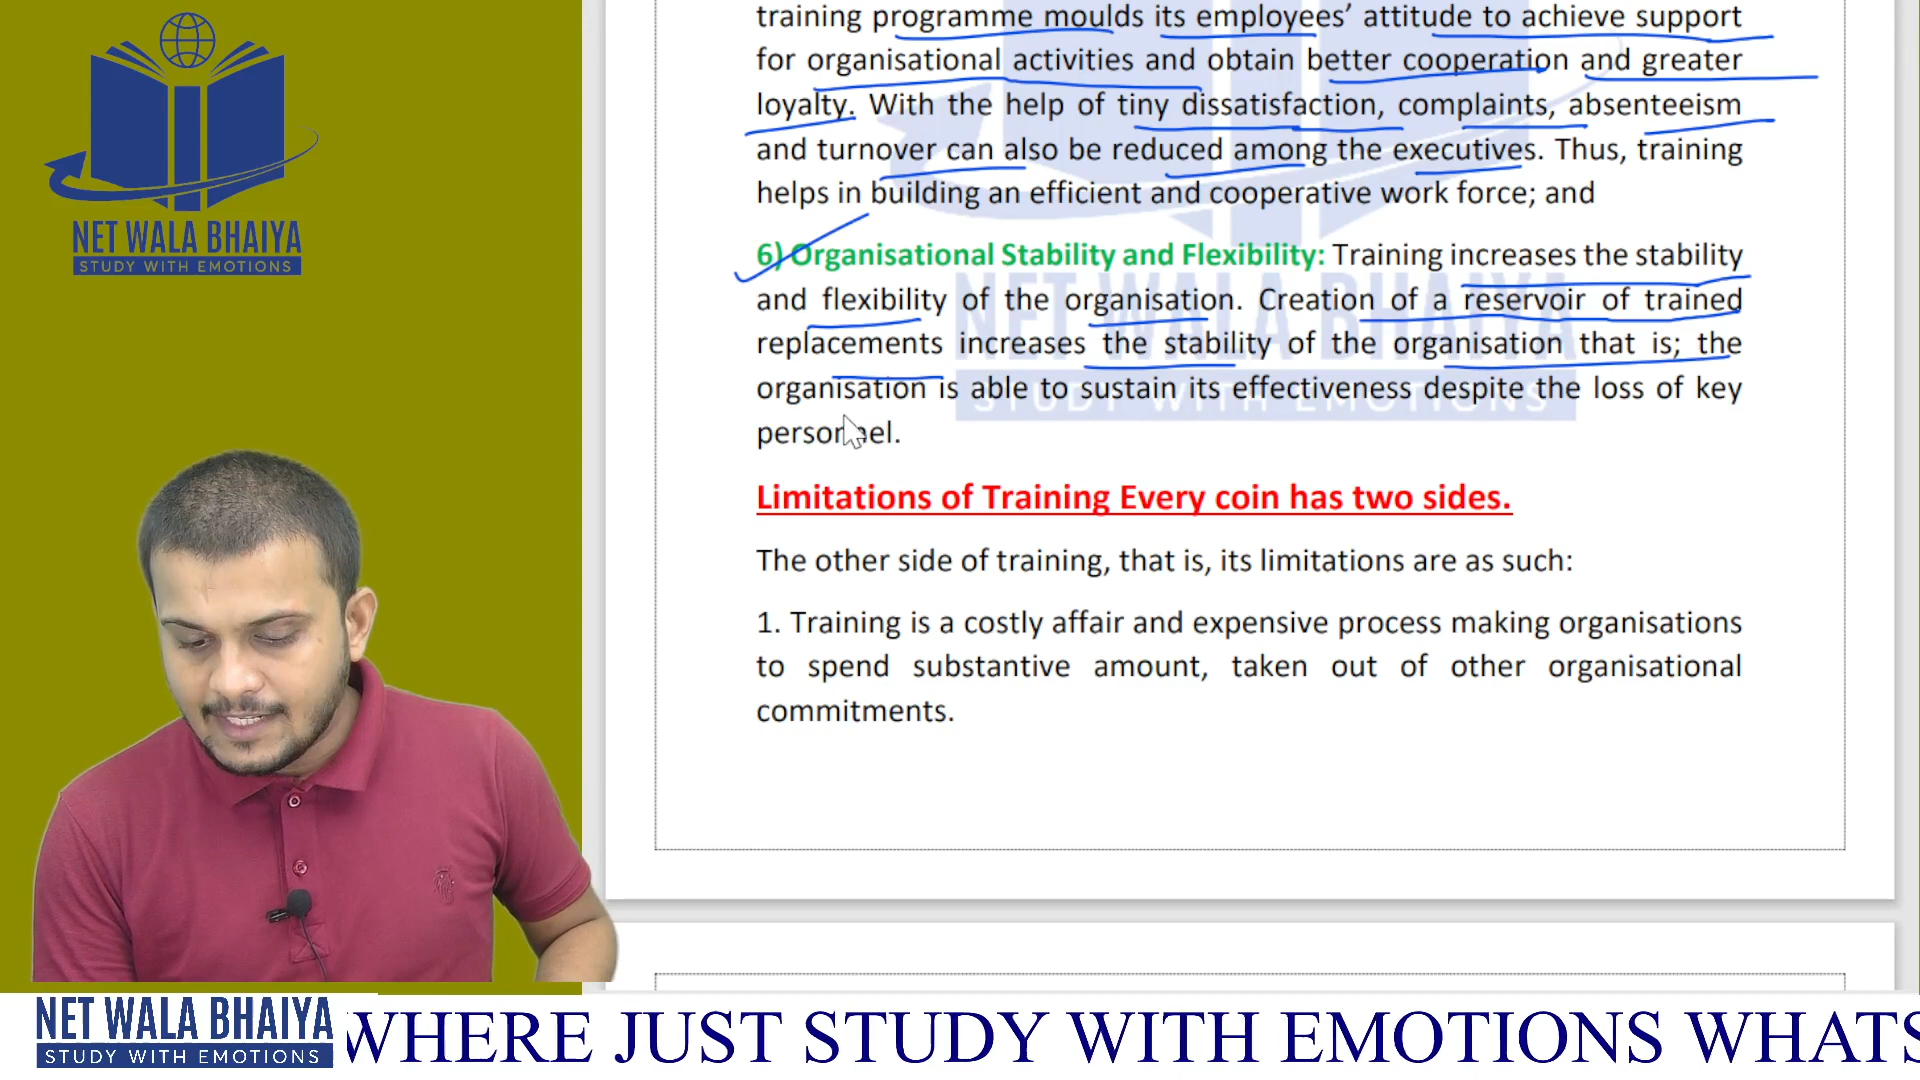 NET WALA BHAIYA
STUDY WITH EMOTIONS
training programme moulds its employees’ attitude to achieve support
for organisational activities and obtain better cooperation and greater
loyalty. With the help of tiny dissatisfaction, complaints, absenteeism
and turnover can also be reduced among the executives. Thus, training
helps in building an efficient and cooperative work force; and
6) Organisational Stability and Flexibility: Training increases the stability
and flexibility of the organisation. Creation of a reservoir of trained
replacements increases the stability of the organisation that is; the
organisation is able to sustain its effectiveness despite the loss of key
personnel.
NET WALA BHAIYA
STUDY WITH EMOTIONS
Limitations of Training Every coin has two sides.
The other side of training, that is, its limitations are as such:
1. Training is a costly affair and expensive process making organisations
to spend substantive amount, taken out of other organisational
commitments.
NET WALA BHAIYA
STUDY WITH EMOTIONS
WHERE JUST STUDY WITH EMOTIONS WHATS